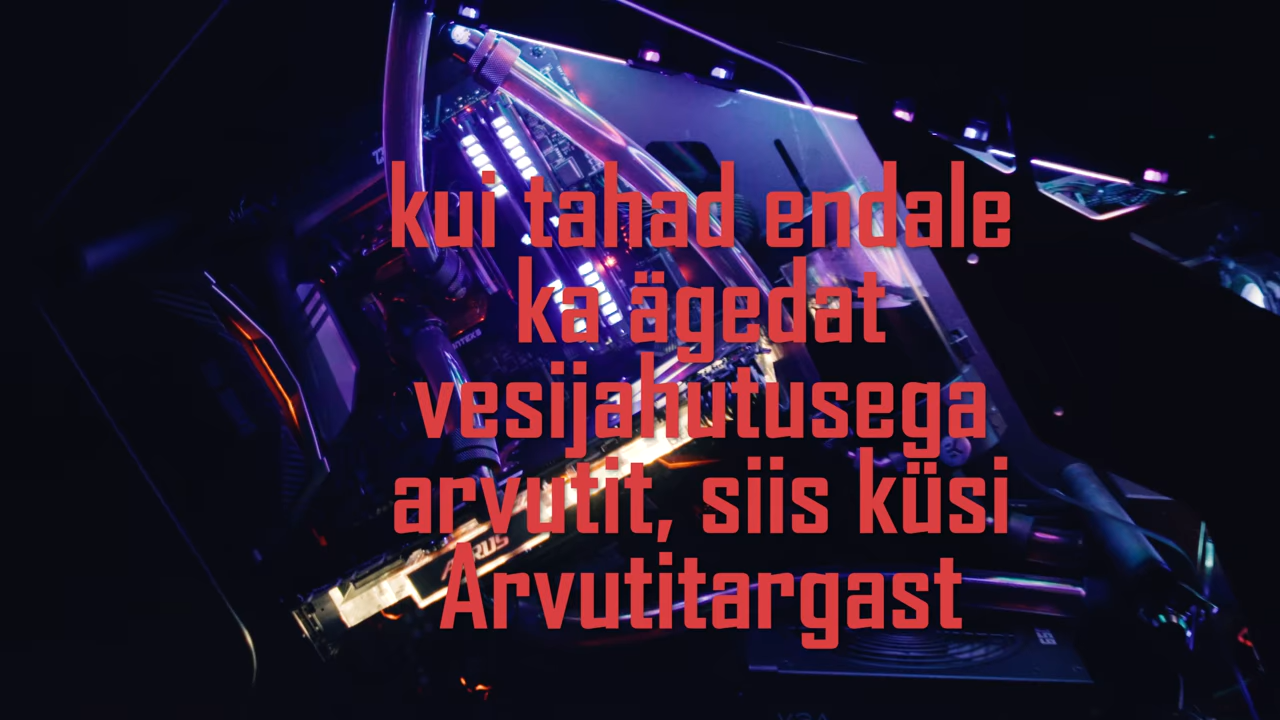 kui tahad endale
ka ägedat
vesijahutusega
arvutit, siis küsi
Arvutitargast